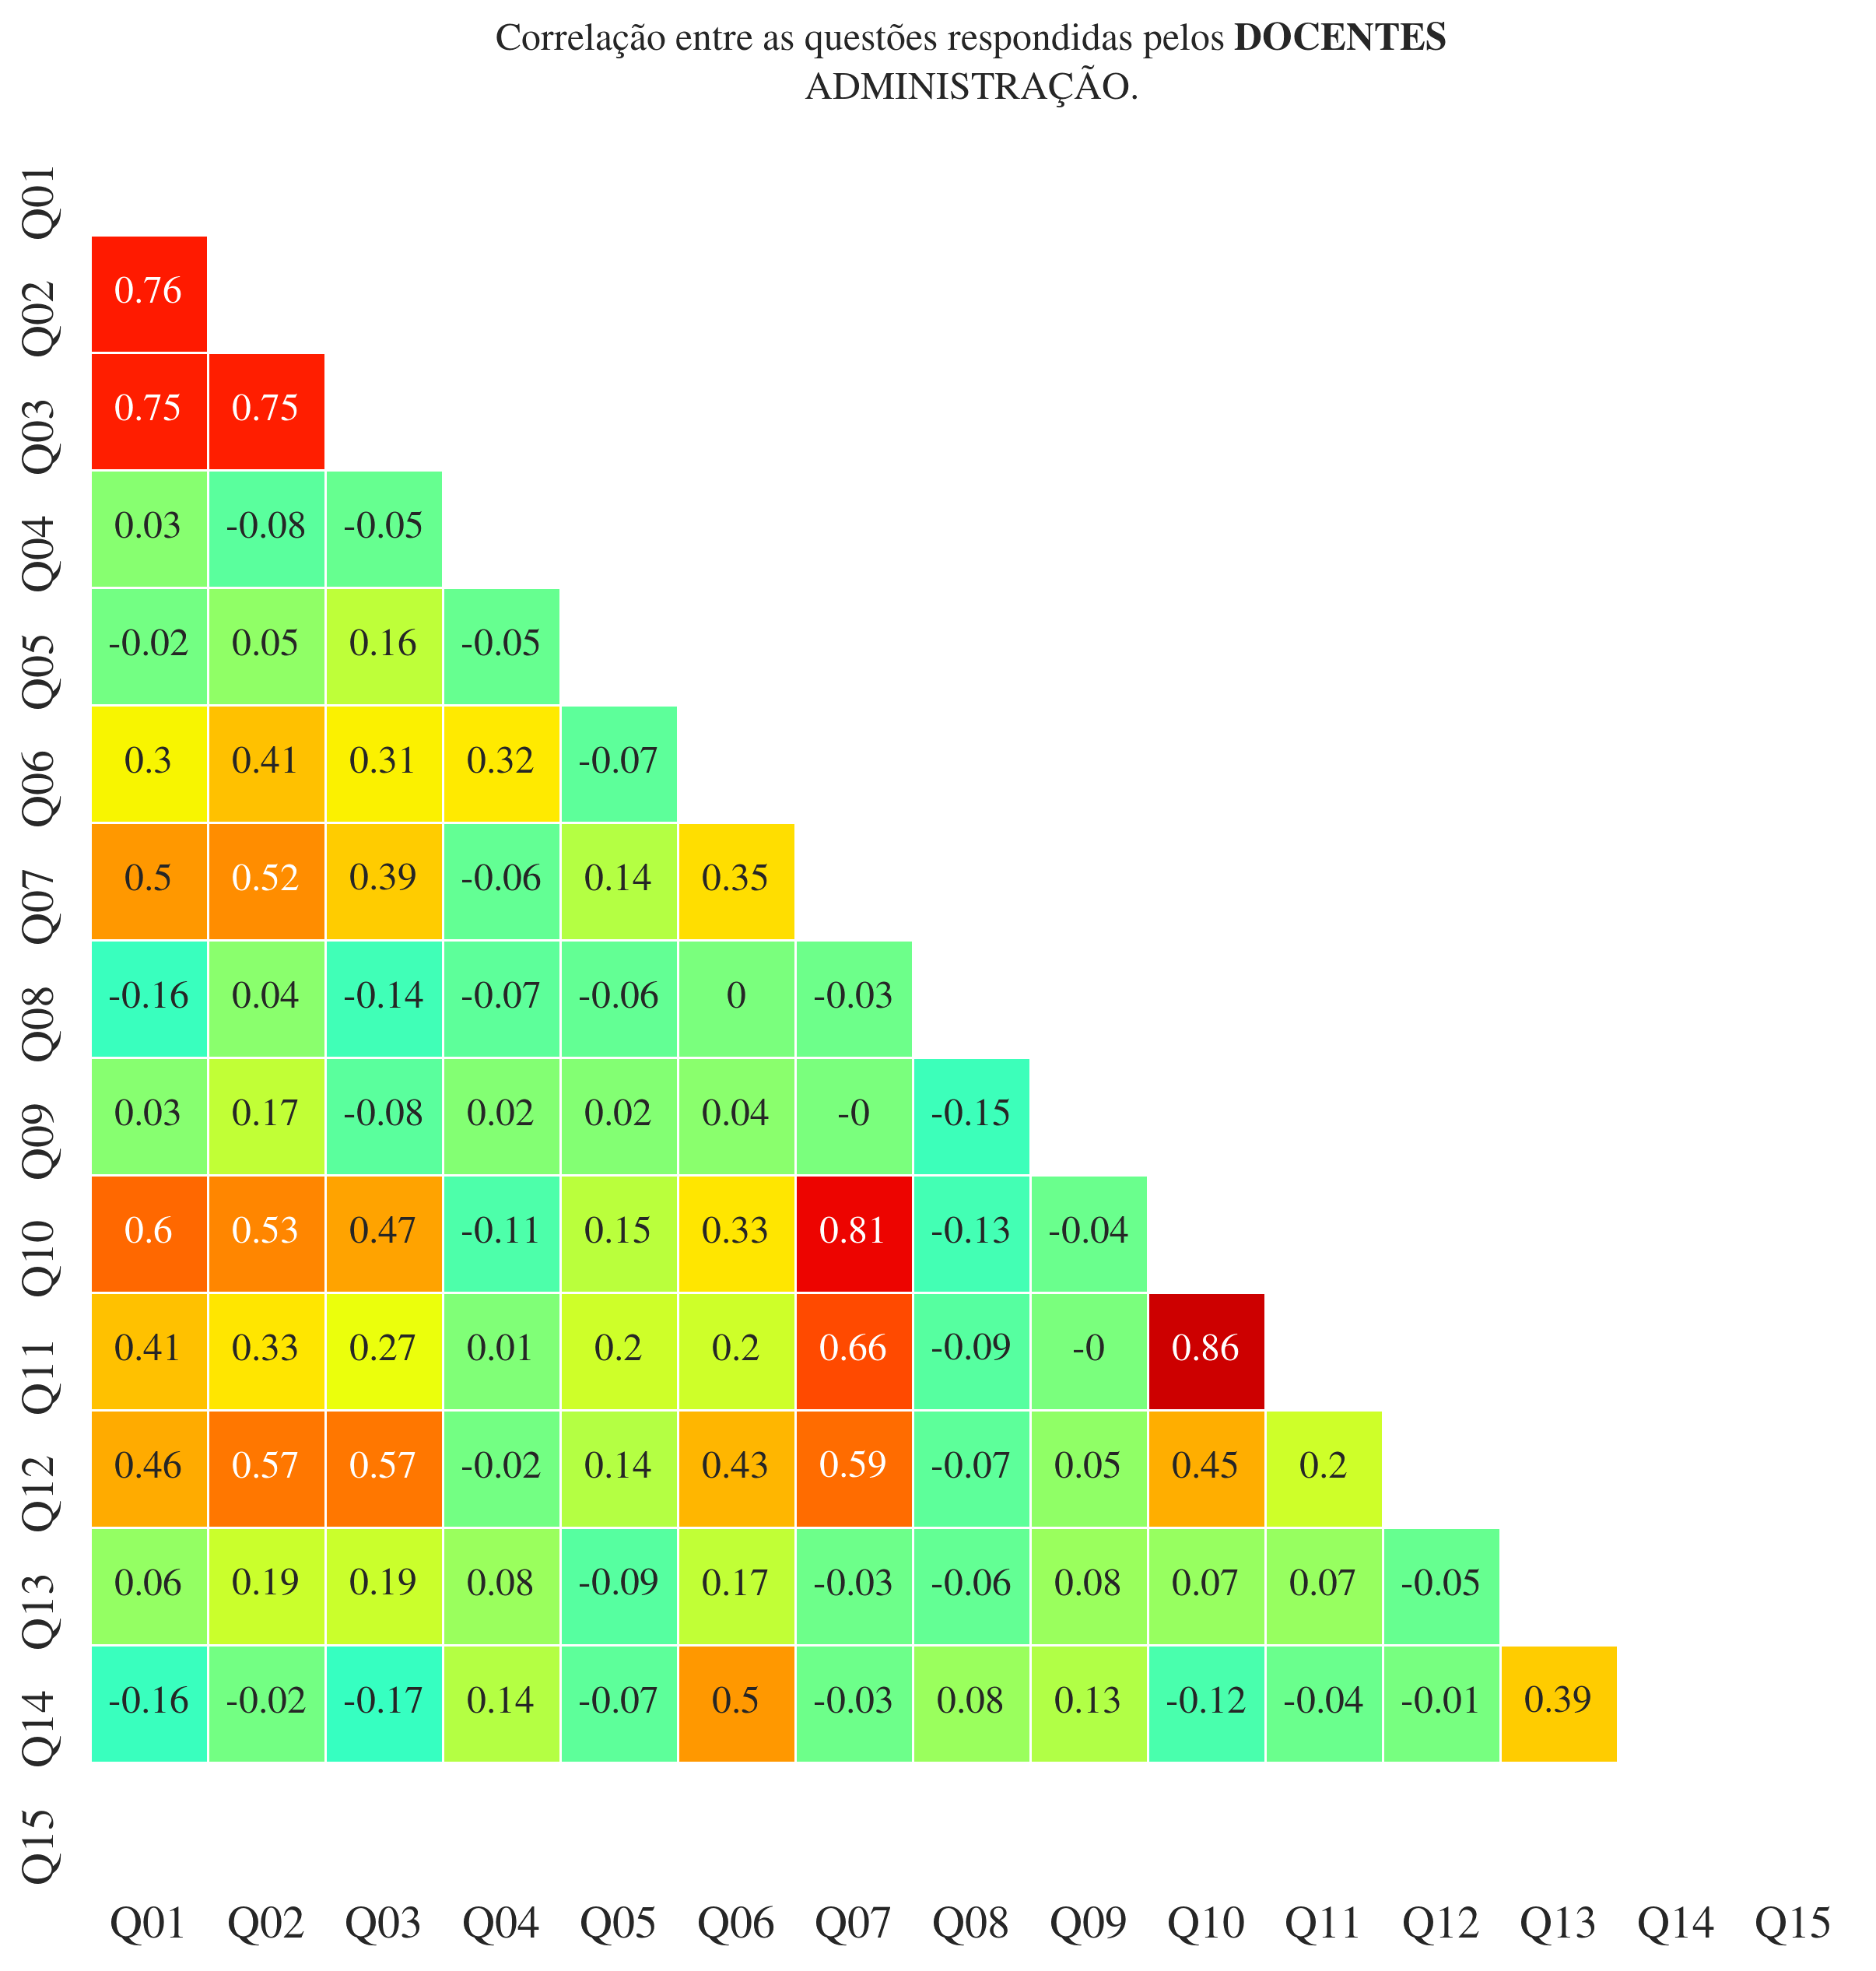 Correlação entre as questões respondidas pelos DOCENTES
ADMINISTRAÇÃO.
Q01
Q02 0.76
Q03 0.75 0.75
Q04 0.03 -0.08 -0.05
Q05 -0.02 0.05 0.16 -0.05
Q06 0.3 0.41 0.31 0.32 -0.07
Q07 0.5 0.52 0.39 -0.06 0.14 0.35
Q08 -0.16 0.04 -0.14 -0.07 -0.06 0 -0.03
Q09 0.03 0.17 -0.08 0.02 0.02 0.04 -0 -0.15
Q10 0.6 0.53 0.47 -0.11 0.15 0.33 0.81 -0.13 -0.04
Q11 0.41 0.33 0.27 0.01 0.2 0.2 0.66 -0.09 -0 0.86
Q12 0.46 0.57 0.57 -0.02 0.14 0.43 0.59 -0.07 0.05 0.45 0.2
Q13 0.06 0.19 0.19 0.08 -0.09 0.17 -0.03 -0.06 0.08 0.07 0.07 -0.05
Q14 -0.16 -0.02 -0.17 0.14 -0.07 0.5 -0.03 0.08 0.13 -0.12 -0.04 -0.01 0.39
Q15
Q01 Q02 Q03 Q04 Q05 Q06 Q07 Q08 Q09 Q10 Q11 Q12 Q13 Q14 Q15